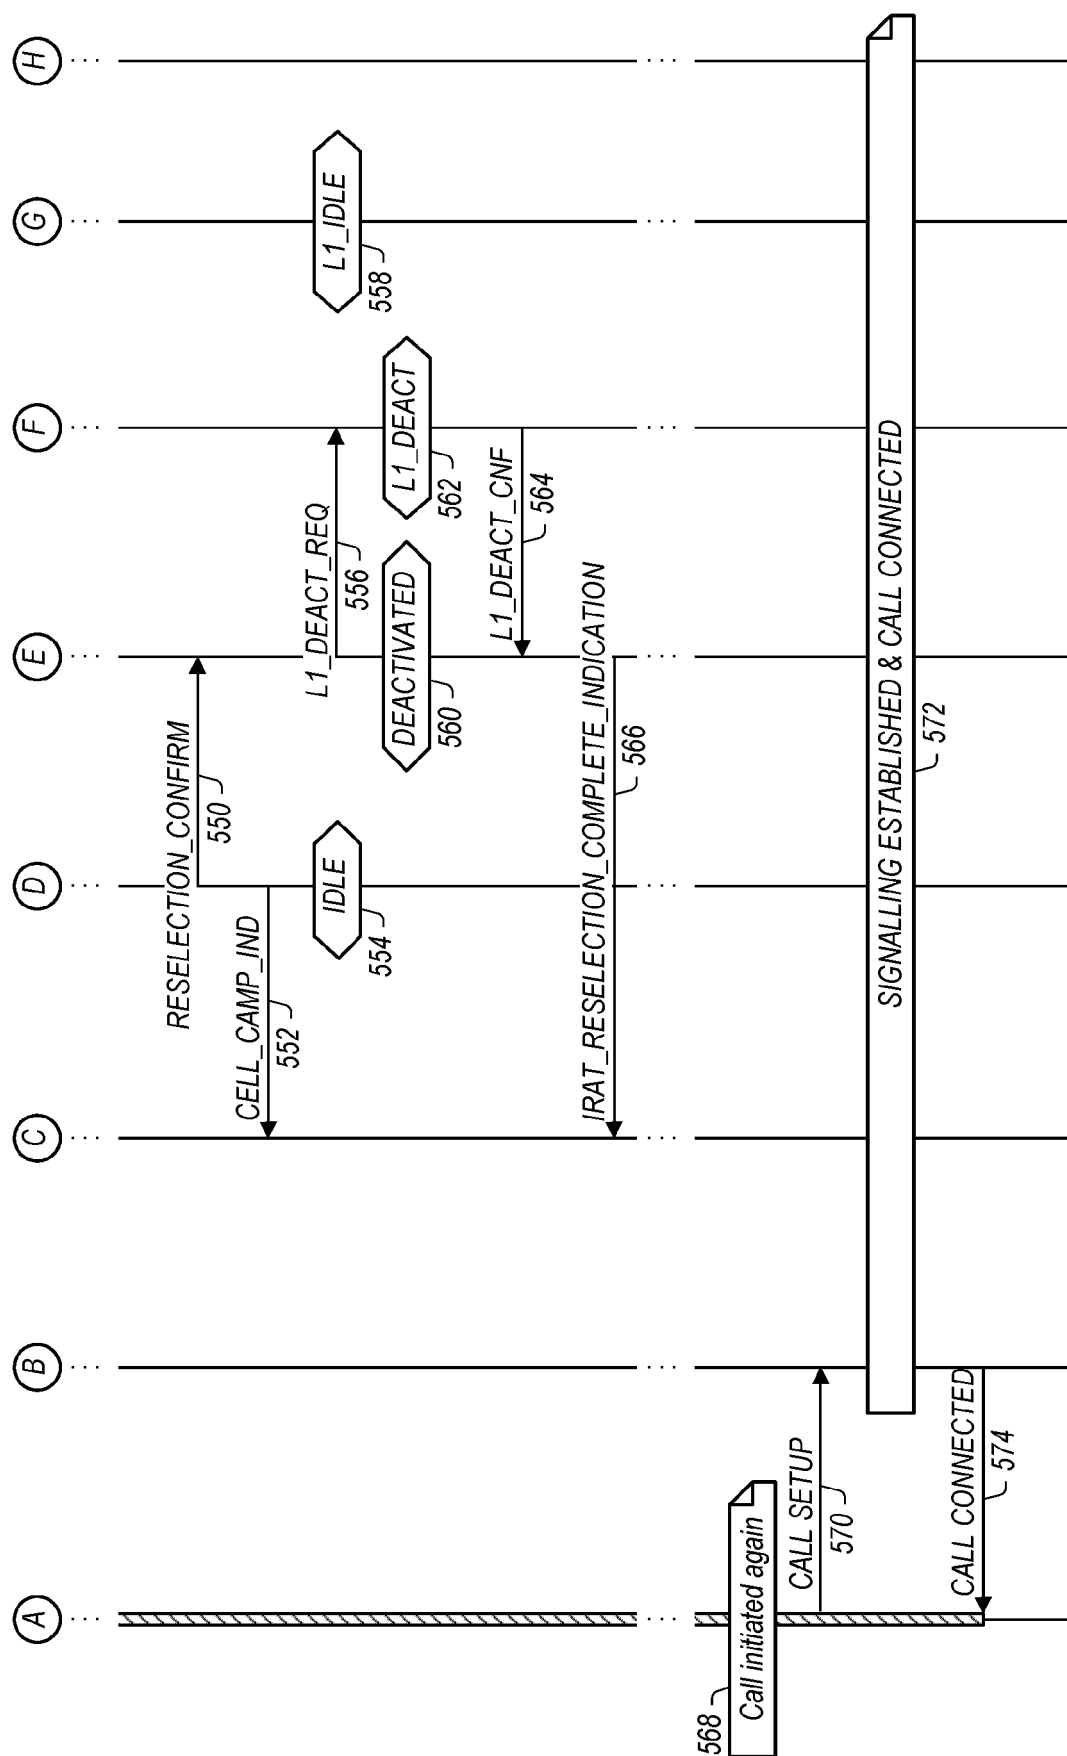 A
B
C
D
E
F
G
H
RESELECTION_CONFIRM
550
CELL_CAMP_IND
552
IDLE
554
L1_DEACT_REQ
556
L1_IDLE
558
DEACTIVATED
560
L1_DEACT
562
L1_DEACT_CNF
564
IRAT_RESELECTION_COMPLETE_INDICATION
566
568
Call initiated again
CALL SETUP
570
SIGNALLING ESTABLISHED & CALL CONNECTED
572
CALL CONNECTED
574